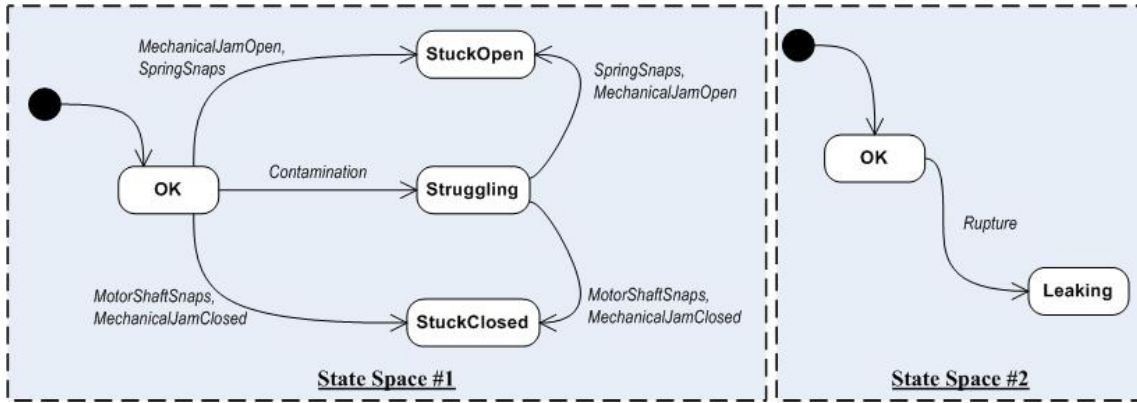 MechanicalJamOpen,
SpringSnaps
StuckOpen
SpringSnaps,
MechanicalJamOpen
OK
Contamination
Struggling
MotorShaftSnaps,
MechanicalJamClosed
StuckClosed
MotorShaftSnaps,
MechanicalJamClosed
State Space #1
OK
Rupture
Leaking
State Space #2